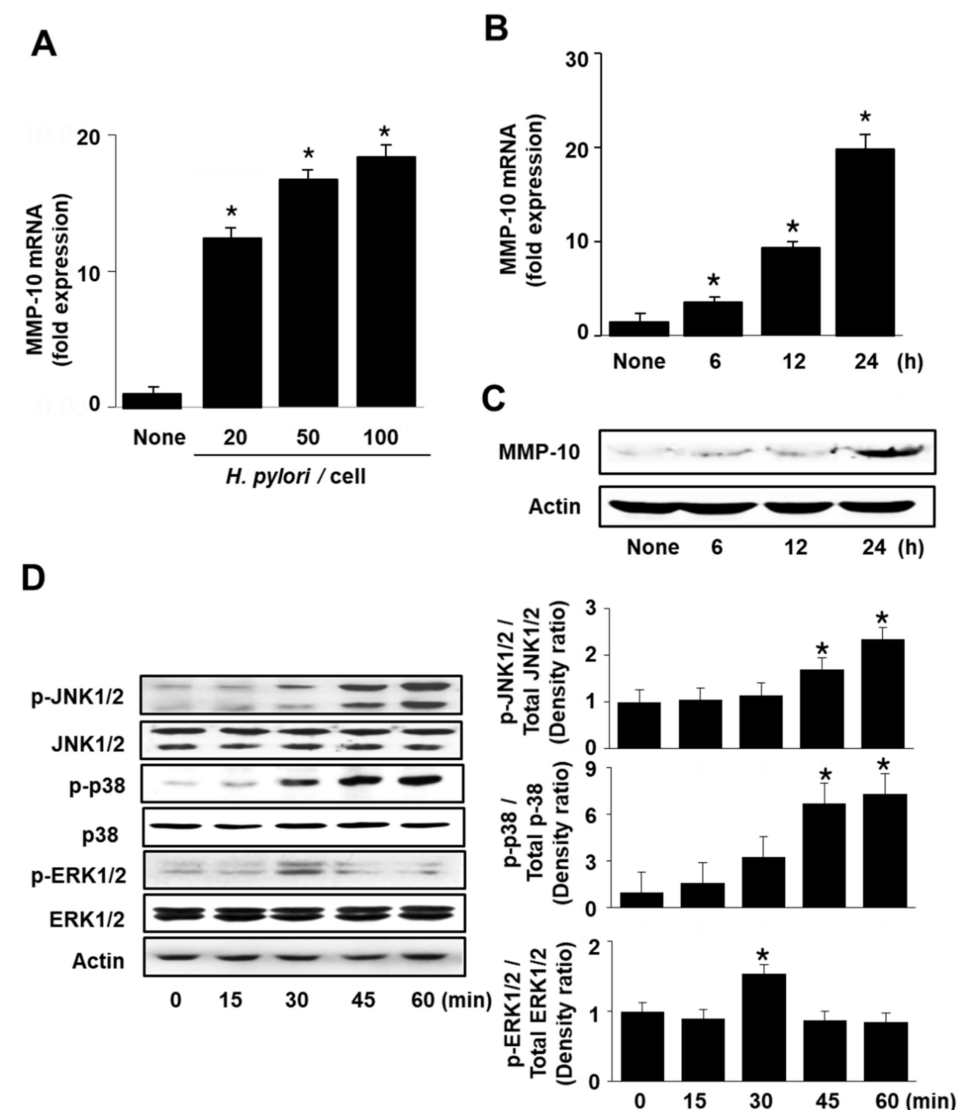 A
MMP-10 mRNA
(fold expression)
20
10
0
*
*
*
None 20 50 100
H. pylori / cell
B
MMP-10 mRNA
(fold expression)
30
20
10
0
*
*
*
None 6 12 24 (h)
C
MMP-10
Actin
None 6 12 24 (h)
D
p-JNK1/2
JNK1/2
p-p38
p38
p-ERK1/2
ERK1/2
Actin
0 15 30 45 60 (min)
p-JNK1/2 /
Total JNK1/2
(Density ratio)
3
2
1
0
*
*
p-p38 /
Total p-38
(Density ratio)
9
6
3
0
*
*
p-ERK1/2 /
Total ERK1/2
(Density ratio)
2
1
0
*
0 15 30 45 60 (min)